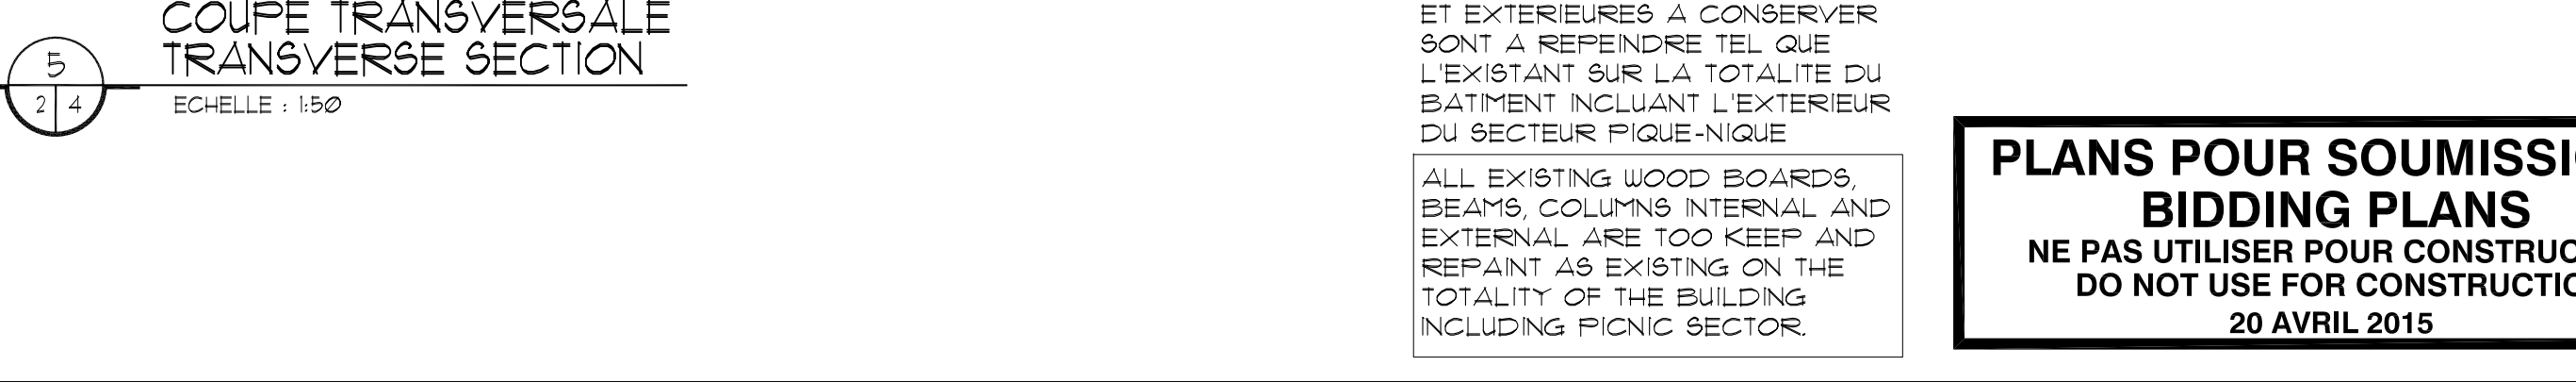 COUPE TRANSVERSALE
TRANSVERSE SECTION
5
2 4
ECHELLE : 1:50
ET EXTERIEURES A CONSERVER
SONT A REPEINDRE TEL QUE
L'EXISTANT SUR LA TOTALITE DU
BATIMENT INCLUANT L'EXTERIEUR
DU SECTEUR PIQUE-NIQUE
ALL EXISTING WOOD BOARDS,
BEAMS, COLUMNS INTERNAL AND
EXTERNAL ARE TOO KEEP AND
REPAINT AS EXISTING ON THE
TOTALITY OF THE BUILDING
INCLUDING PICNIC SECTOR.
PLANS POUR SOUMISSI
BIDDING PLANS
NE PAS UTILISER POUR CONSTRUC
DO NOT USE FOR CONSTRUCTIO
20 AVRIL 2015